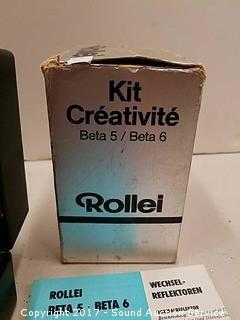 Kit
Créativité
Beta 5 / Beta 6
Rollei
ROLLEI
BETA 5 · BETA 6
WECHSEL-
REFLEKTOREN
Copyright 2017 - Sound Auction Service